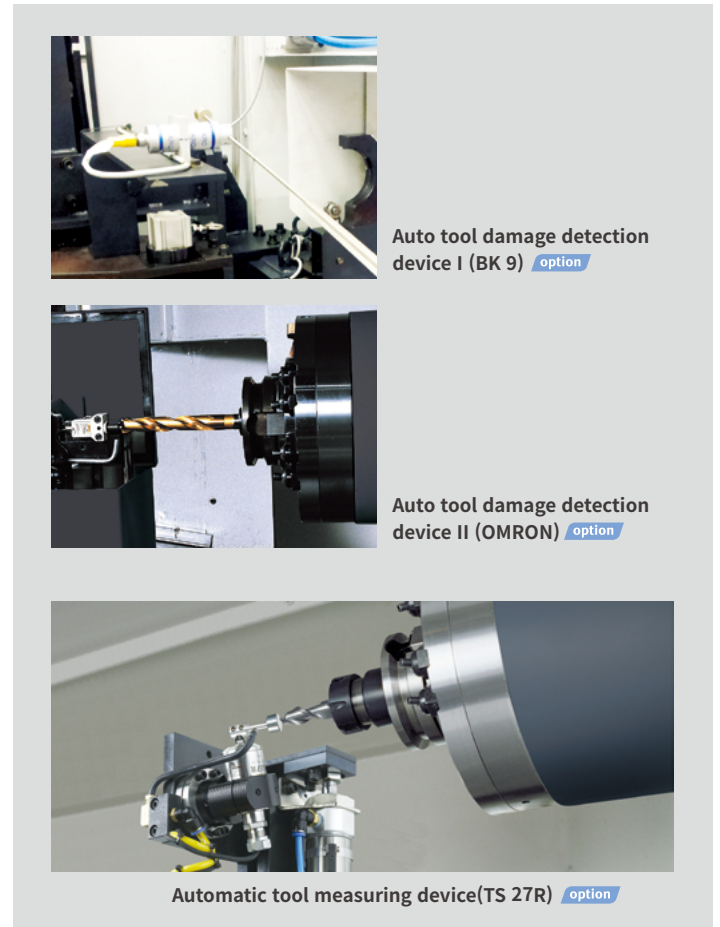 Auto tool damage detection
device I (BK 9) option
Auto tool damage detection
device II (OMRON) option
Automatic tool measuring device(TS 27R) option